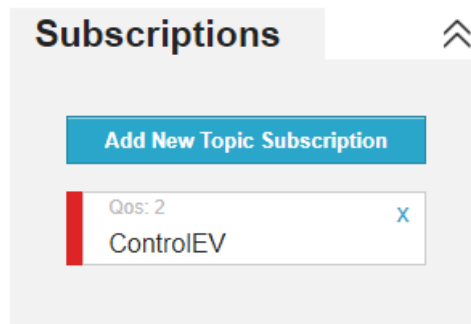 Subscriptions
Add New Topic Subscription
Qos: 2
x
ControlEV